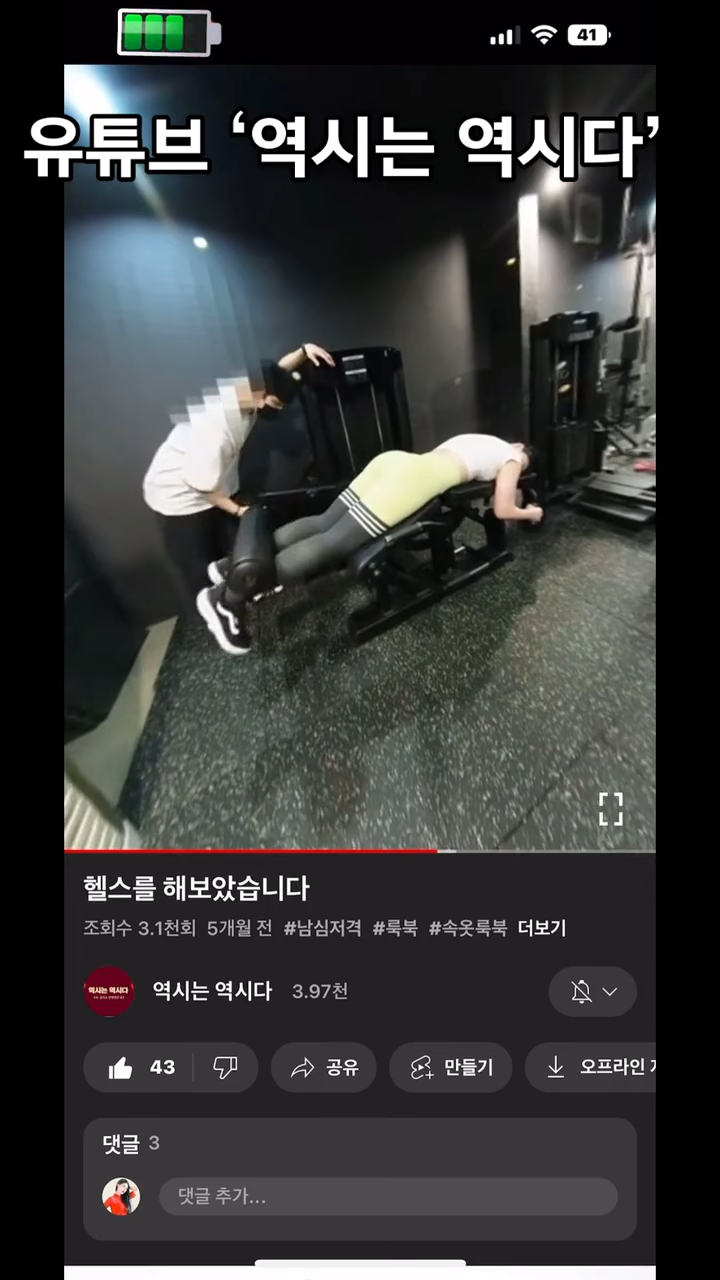 41
유튜브 ‘역시는 역시다’
헬스를 해보았습니다
조회수 3.1천회 5개월 전 #남심저격 #룩북 #속옷룩북 더보기
역시는 역시다
역시는 역시다 3.97천
43 공유 만들기 오프라인
댓글 3
댓글 추가...